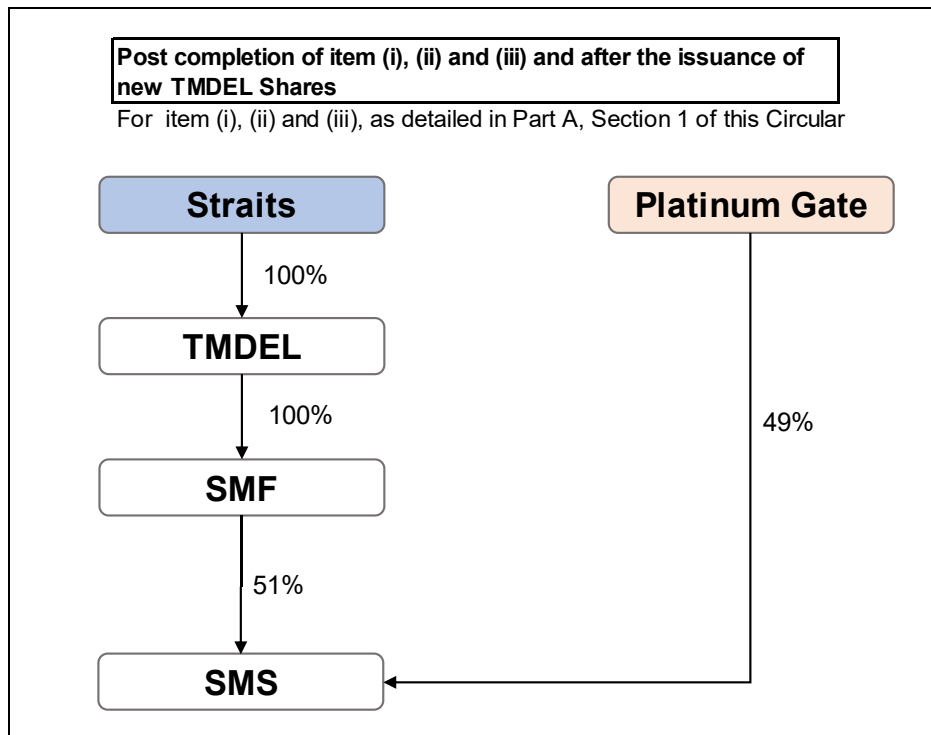 Post completion of item (i), (ii) and (iii) and after the issuance of
new TMDEL Shares
For item (i), (ii) and (iii), as detailed in Part A, Section 1 of this Circular
Straits
Platinum Gate
100%
TMDEL
100%
49%
SMF
51%
SMS